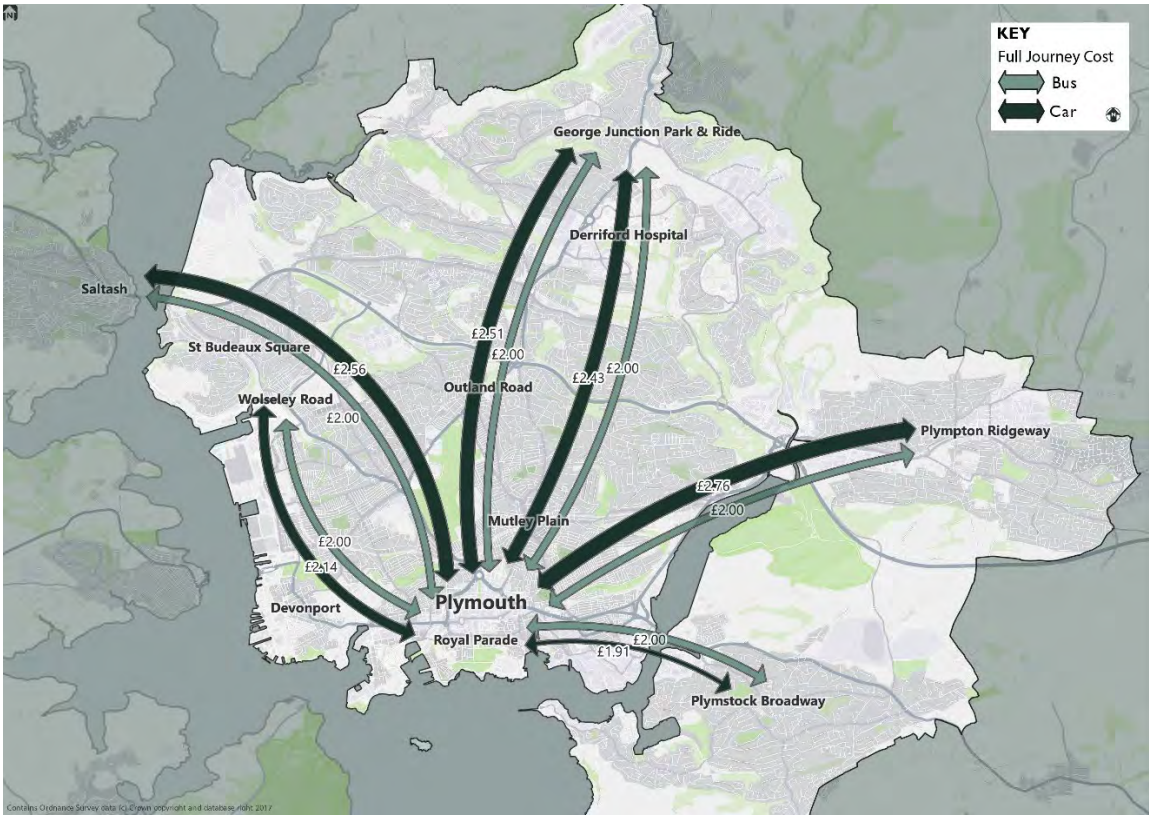 N
KEY
Full Journey Cost
Bus
Car
George Junction Park & Ride
Derriford Hospital
Saltash
£2.51
St Budeaux Square
£2.00
£2.56
£2.43
£2.00
Outland Road
Wolseley Road
£2.00
Plympton Ridgeway
£2.76
£2.00
Mutley Plain
£2.00
£2.14
Plymouth
Devonport
Royal Parade
£2.00
£1.91
Plymstock Broadway
Contains Ordnance Survey data (c) Crown copyright and database right 2017